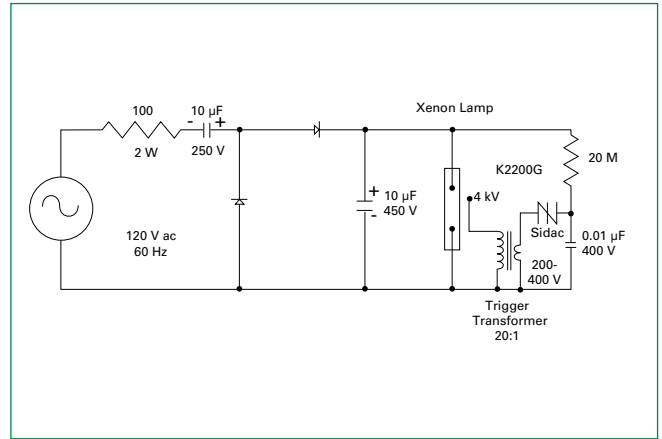 100
2 W
- 10 µF +
250 V
120 V ac
60 Hz
+ 10 µF
- 450 V
Xenon Lamp
4 kV
K2200G
Sidac
20 M
0.01 µF
400 V
200-
400 V
Trigger
Transformer
20:1